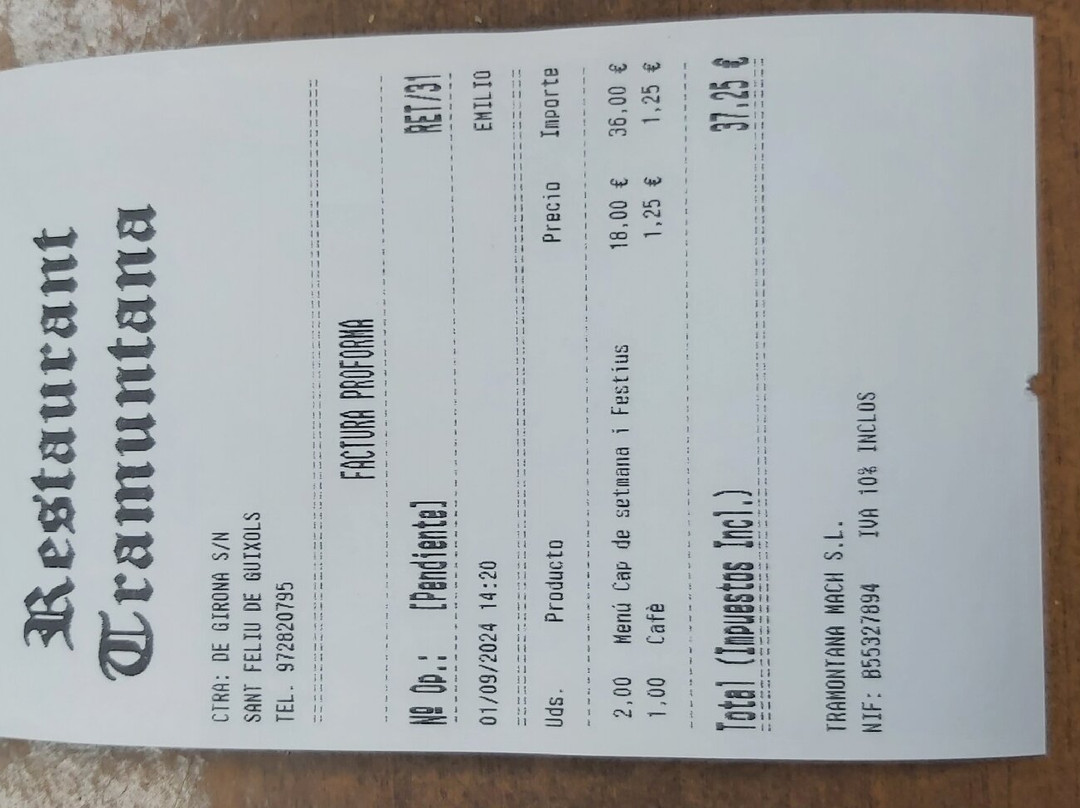 Restaurant
Tramuntana
CTRA: DE GIRONA S/N
SANT FELIU DE GUIXOLS
TEL. 972820795
FACTURA PROFORMA
Nº Op.: [Pendiente] RET/31
01/09/2024 14:20 EMILIO
Uds. Producto Precio Importe
2,00 Menú Cap de setmana i Festius 18,00 € 36,00 €
1,00 Cafè 1,25 € 1,25 €
Total (Impuestos Incl.) 37,25 €
TRAMONTANA MACH S.L.
NIF: B55327894 IVA 10% INCLOS